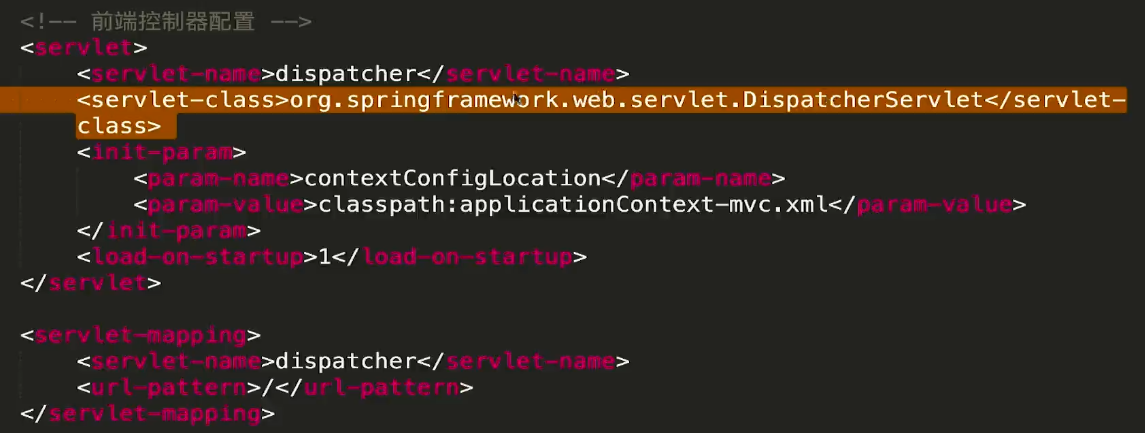 <!-- 前端控制器配置 -->
<servlet>
<servlet-name>dispatcher</servlet-name>
<servlet-class>org.springframework.web.servlet.DispatcherServlet</servlet-
class>
<init-param>
<param-name>contextConfigLocation</param-name>
<param-value>classpath:applicationContext-mvc.xml</param-value>
</init-param>
<load-on-startup>1</load-on-startup>
</servlet>
<servlet-mapping>
<servlet-name>dispatcher</servlet-name>
<url-pattern>/</url-pattern>
</servlet-mapping>